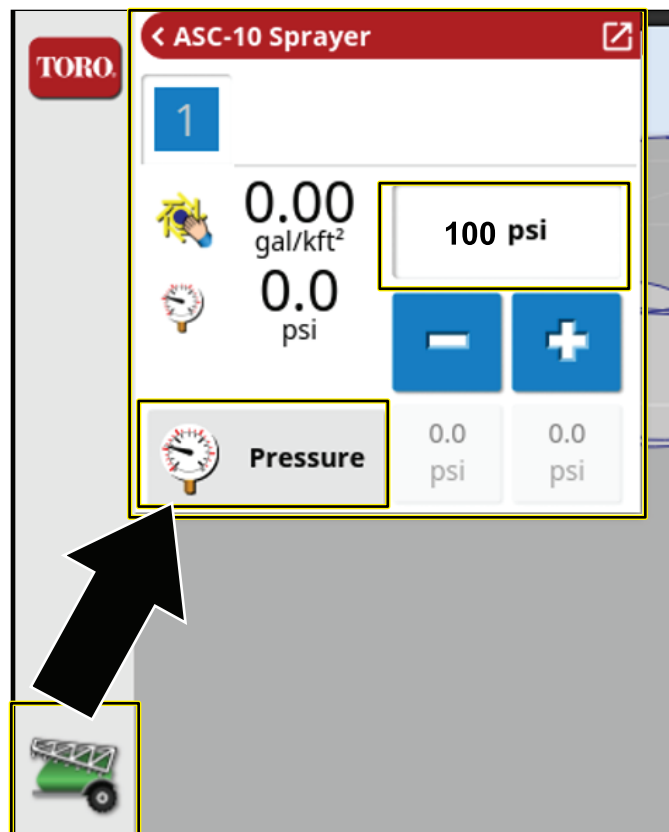 ASC-10 Sprayer
TORO.
1
0.00
gal/kft²
100 psi
0.0
psi
Pressure
0.0
psi
0.0
psi